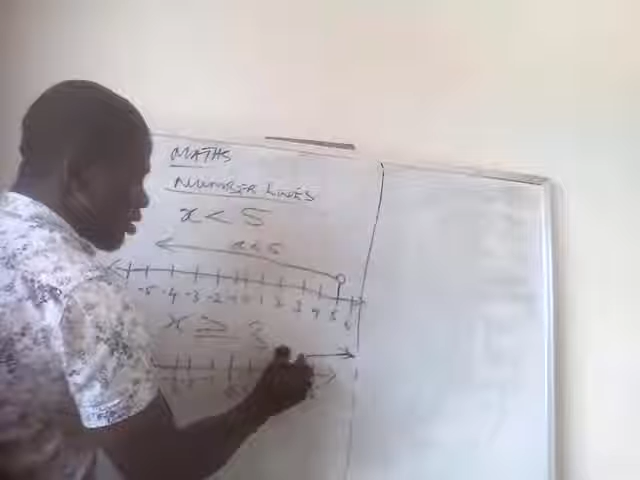 MATHS
NUMBER LINES
x < 5
x < 5
-5 -4 -3 -2 -1 0 1 2 3 4 5 6
x ≥ 3